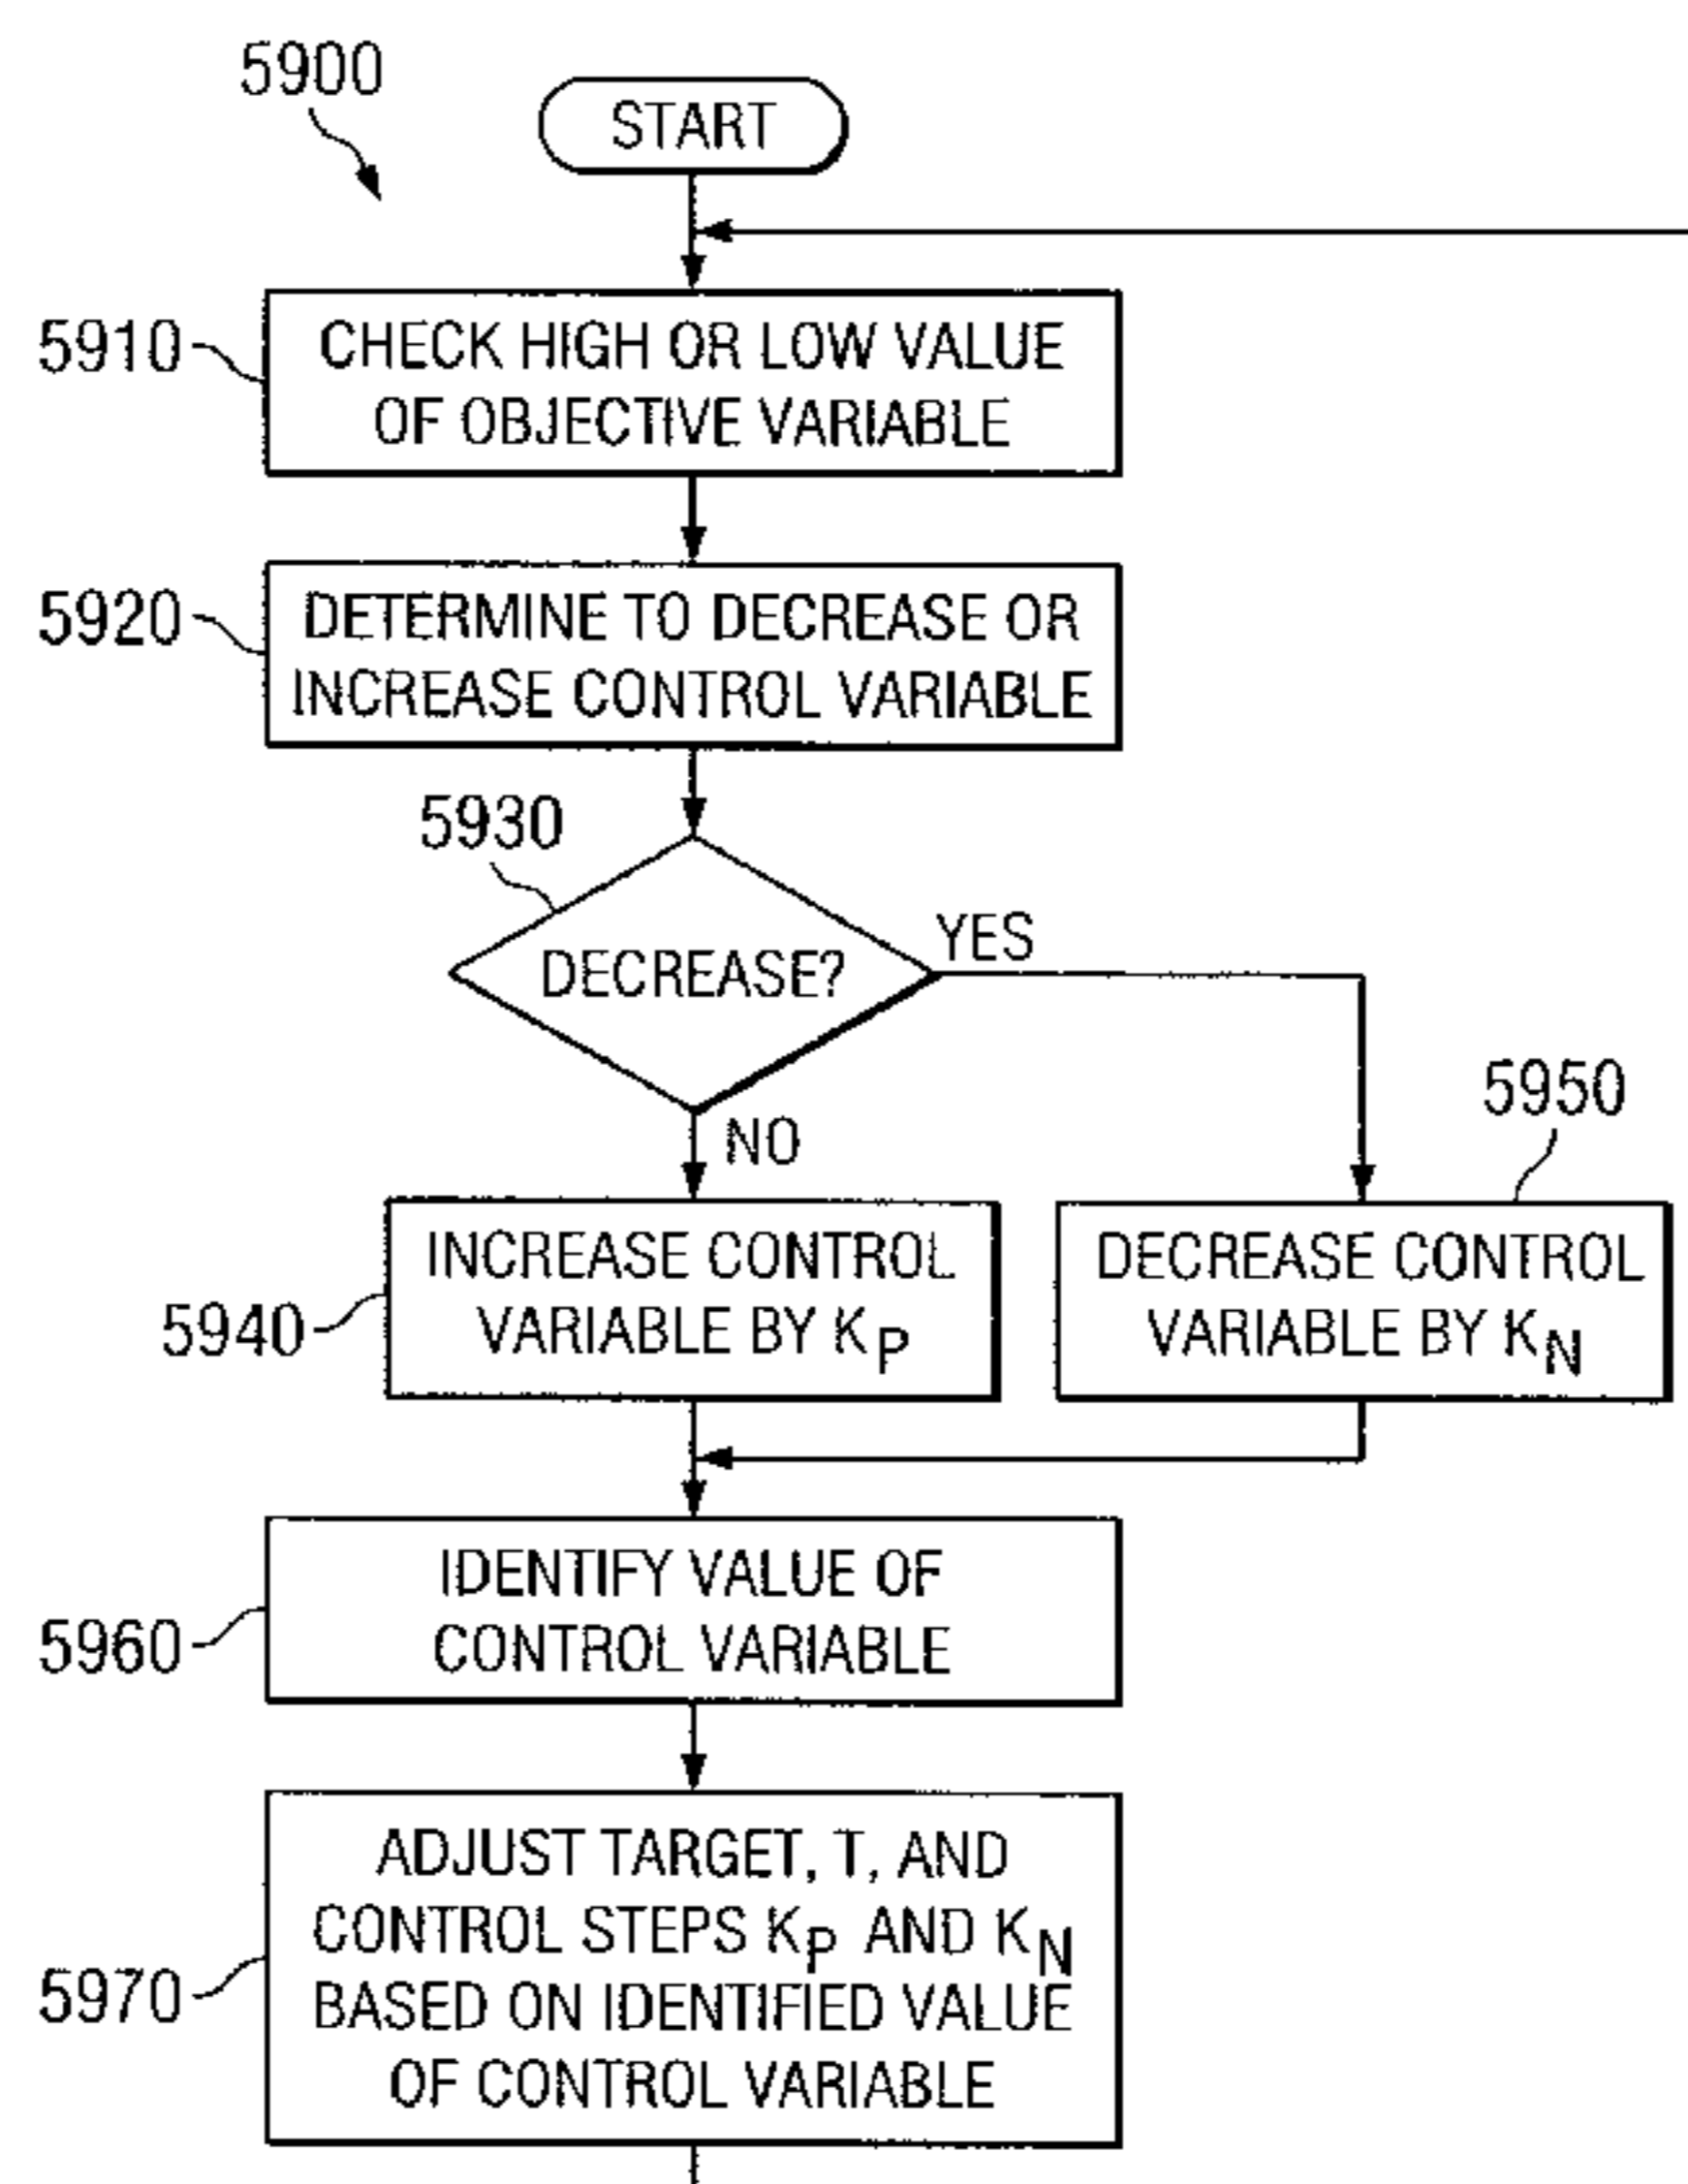 5900
START
5910
CHECK HIGH OR LOW VALUE
OF OBJECTIVE VARIABLE
5920
DETERMINE TO DECREASE OR
INCREASE CONTROL VARIABLE
5930
DECREASE?
YES
NO
5940
INCREASE CONTROL
VARIABLE BY KP
5950
DECREASE CONTROL
VARIABLE BY KN
5960
IDENTIFY VALUE OF
CONTROL VARIABLE
5970
ADJUST TARGET, T, AND
CONTROL STEPS KP AND KN
BASED ON IDENTIFIED VALUE
OF CONTROL VARIABLE